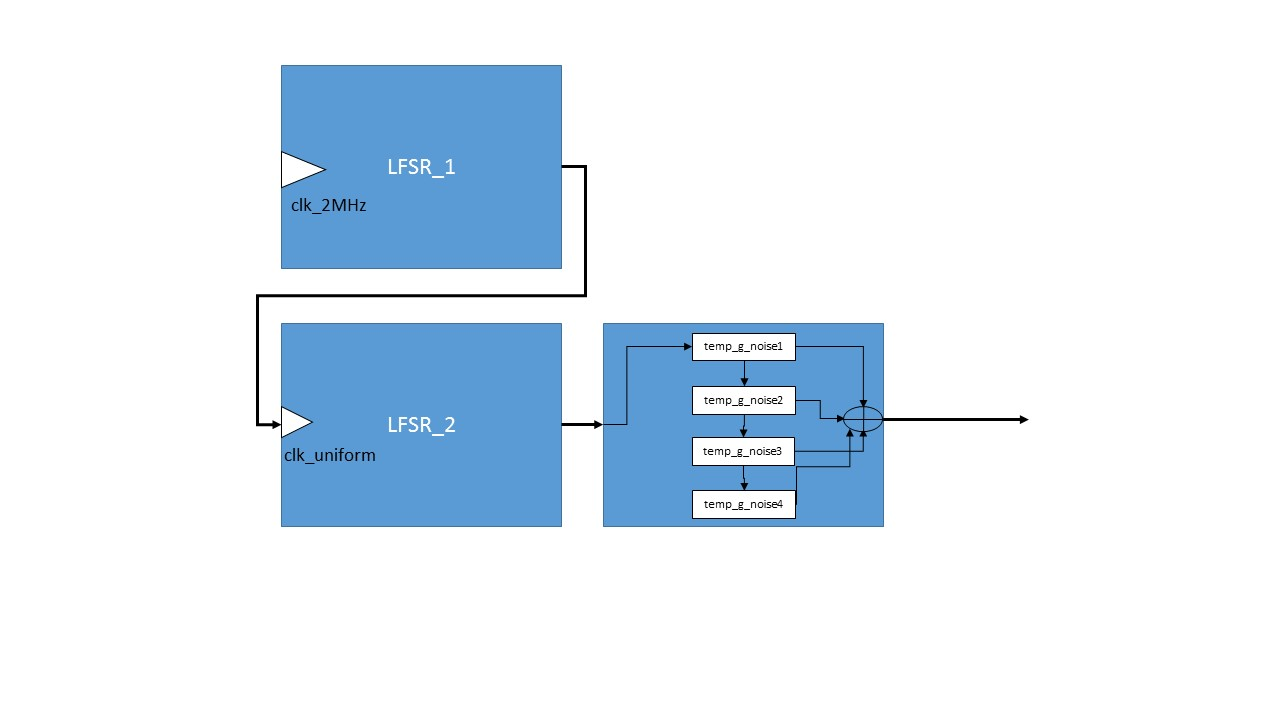 LFSR_1
clk_2MHz
LFSR_2
clk_uniform
temp_g_noise1
temp_g_noise2
temp_g_noise3
temp_g_noise4